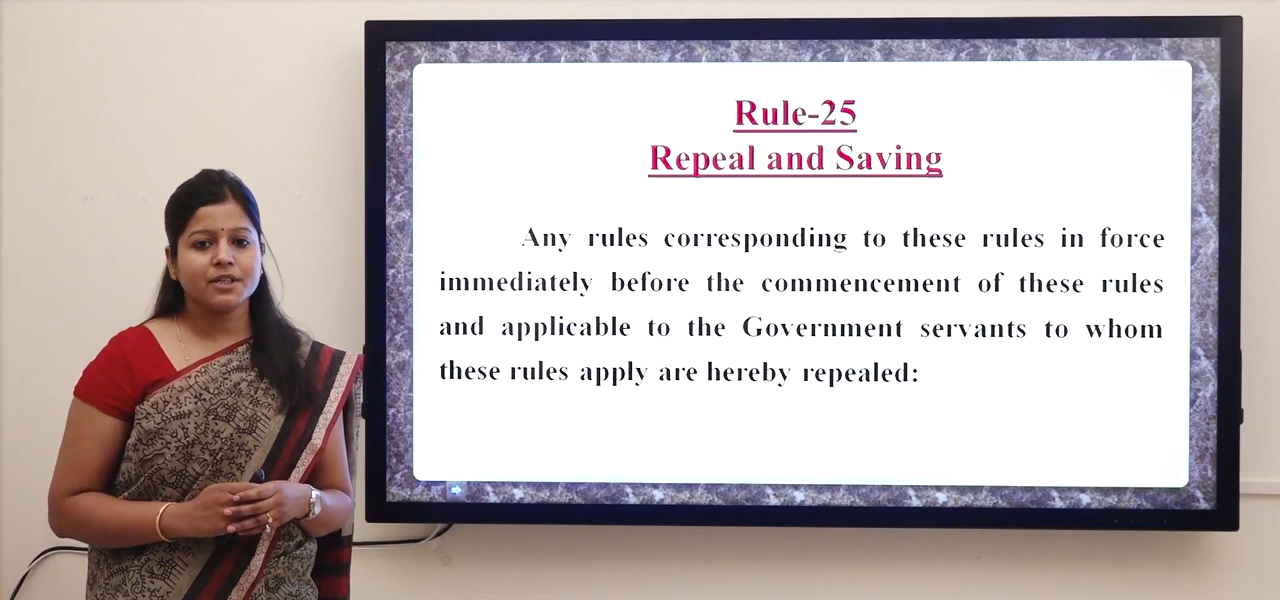 Rule-25
Repeal and Saving
Any rules corresponding to these rules in force
immediately before the commencement of these rules
and applicable to the Government servants to whom
these rules apply are hereby repealed: